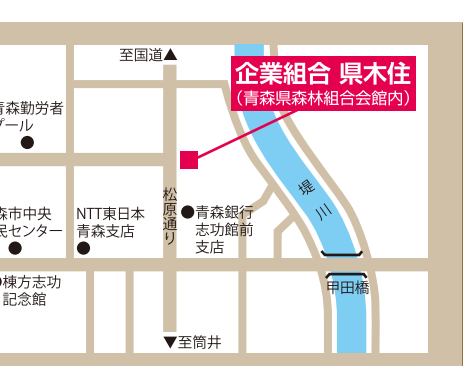 至国道▲
企業組合 県木住
(青森県森林組合会館内)
青森勤労者
プール
堤川
松原通り
森市中央
民センター
NTT東日本
青森支店
青森銀行
志功館前
支店
甲田橋
棟方志功
記念館
▼至筒井